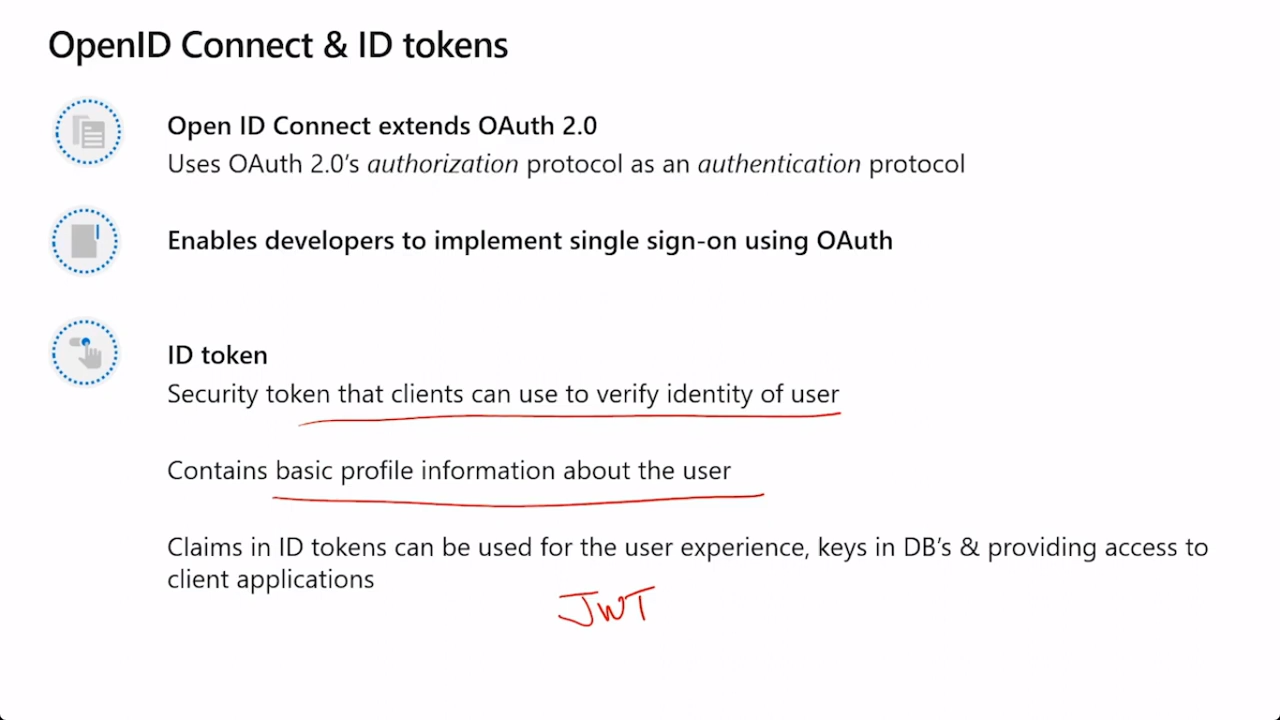 OpenID Connect & ID tokens
Open ID Connect extends OAuth 2.0
Uses OAuth 2.0's authorization protocol as an authentication protocol
Enables developers to implement single sign-on using OAuth
ID token
Security token that clients can use to verify identity of user
Contains basic profile information about the user
Claims in ID tokens can be used for the user experience, keys in DB's & providing access to
client applications
JWT